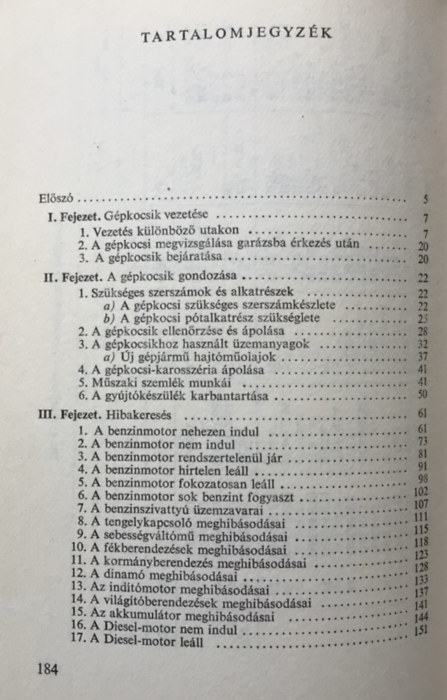 TARTALOMJEGYZÉK
Előszó ........ 5
I. Fejezet. Gépkocsik vezetése ........ 7
1. Vezetés különböző utakon ........ 7
2. A gépkocsi megvizsgálása garázsba érkezés után ........ 20
3. A gépkocsik bejáratása ........ 20
II. Fejezet. A gépkocsik gondozása ........ 22
1. Szükséges szerszámok és alkatrészek ........ 22
a) A gépkocsi szükséges szerszámkészlete ........ 22
b) A gépkocsi pótalkatrész szükséglete ........ 25
2. A gépkocsik ellenőrzése és ápolása ........ 28
3. A gépkocsikhoz használt üzemanyagok ........ 32
a) Új gépjármű hajtóműolajok ........ 37
4. A gépkocsi-karosszéria ápolása ........ 41
5. Műszaki szemlék munkái ........ 41
6. A gyújtókészülék karbantartása ........ 50
III. Fejezet. Hibakeresés ........ 61
1. A benzinmotor nehezen indul ........ 61
2. A benzinmotor nem indul ........ 73
3. A benzinmotor rendszertelenül jár ........ 81
4. A benzinmotor hirtelen leáll ........ 91
5. A benzinmotor fokozatosan leáll ........ 98
6. A benzinmotor sok benzint fogyaszt ........ 102
7. A benzinszivattyú üzemzavarai ........ 107
8. A tengelykapcsoló meghibásodásai ........ 111
9. A sebességváltómű meghibásodásai ........ 115
10. A fékberendezések meghibásodásai ........ 118
11. A kormányberendezés meghibásodásai ........ 123
12. A dinamó meghibásodásai ........ 128
13. Az indítómotor meghibásodásai ........ 133
14. A világítóberendezések meghibásodásai ........ 137
15. Az akkumulátor meghibásodásai ........ 141
16. A Diesel-motor nem indul ........ 144
17. A Diesel-motor leáll ........ 151
184